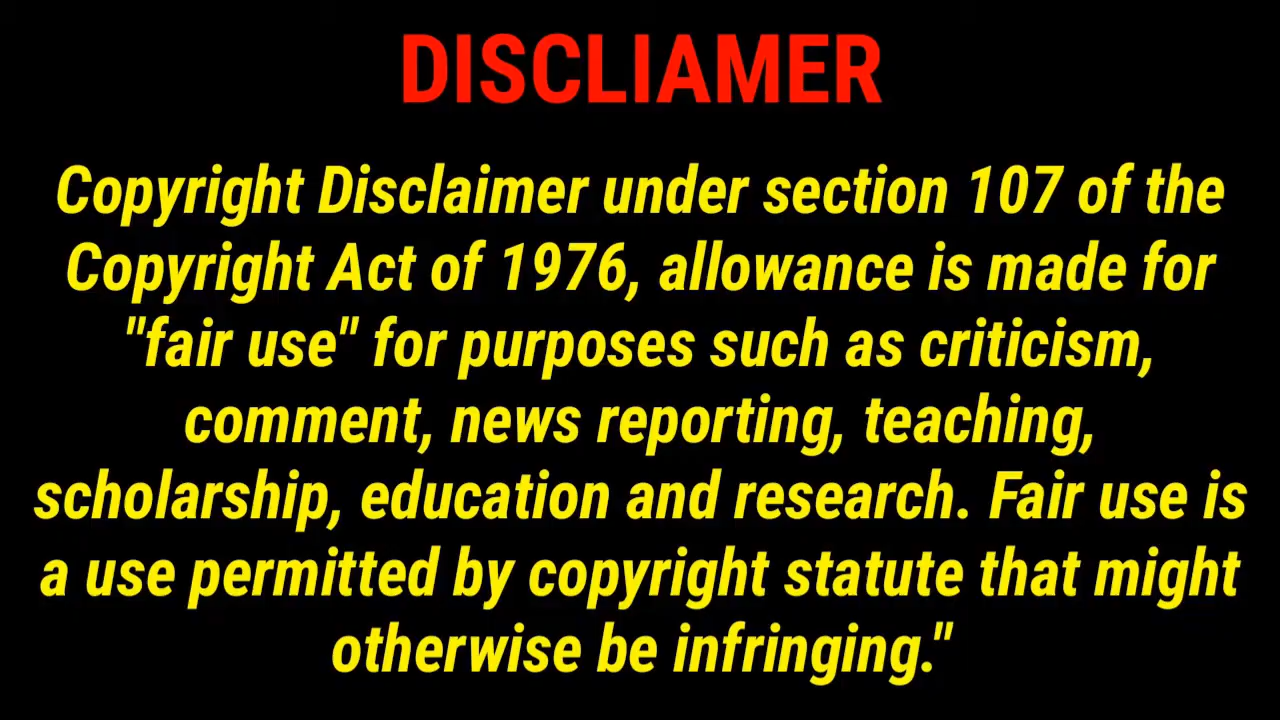 DISCLIAMER
Copyright Disclaimer under section 107 of the
Copyright Act of 1976, allowance is made for
"fair use" for purposes such as criticism,
comment, news reporting, teaching,
scholarship, education and research. Fair use is
a use permitted by copyright statute that might
otherwise be infringing."